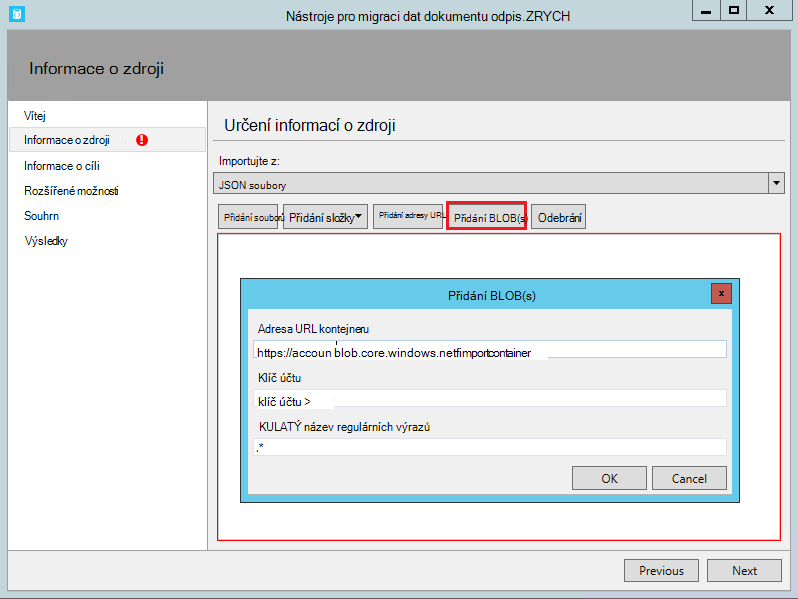 Nástroje pro migraci dat dokumentu odpis.ZRYCH
Informace o zdroji
Vítej
Informace o zdroji
Informace o cíli
Rozšířené možnosti
Souhrn
Výsledky
Určení informací o zdroji
Importujte z:
JSON soubory
Přidání souborů Přidání složky Přidání adresy URL Přidání BLOB(s) Odebrání
Přidání BLOB(s)
x
Adresa URL kontejneru
https://accoun blob.core.windows.netfimportcontainer
Klíč účtu
klíč účtu >
KULATÝ název regulárních výrazů
.*
OK Cancel
Previous Next